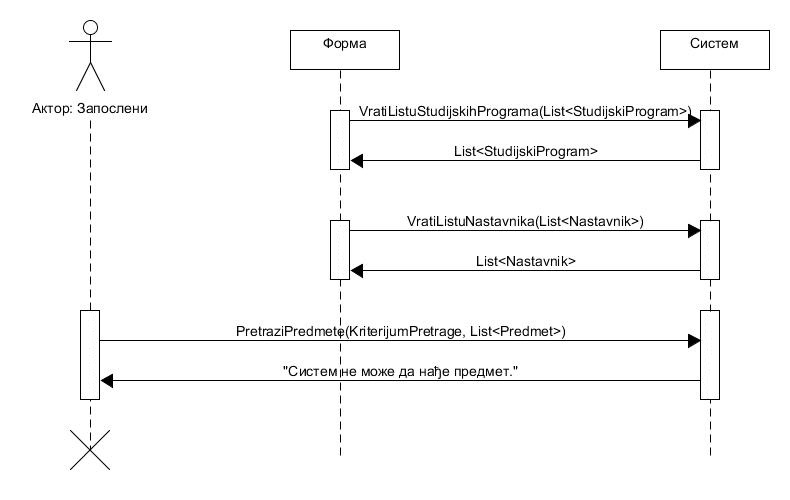 Форма
Систем
Актор: Запослени
VratiListuStudijskihPrograma(List<StudijskiProgram>)
List<StudijskiProgram>
VratiListuNastavnika(List<Nastavnik>)
List<Nastavnik>
PretraziPredmete(KriterijumPretrage, List<Predmet>)
"Систем не може да нађе предмет."